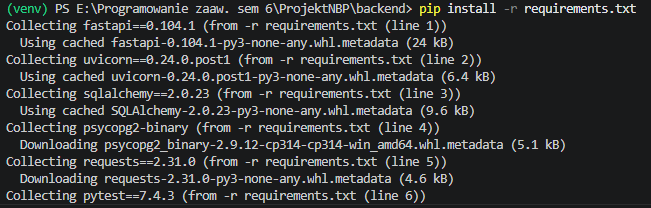 (venv) PS E:\Programowanie zaaw. sem 6\ProjektNBP\backend> pip install -r requirements.txt
Collecting fastapi==0.104.1 (from -r requirements.txt (line 1))
  Using cached fastapi-0.104.1-py3-none-any.whl.metadata (24 kB)
Collecting uvicorn==0.24.0.post1 (from -r requirements.txt (line 2))
  Using cached uvicorn-0.24.0.post1-py3-none-any.whl.metadata (6.4 kB)
Collecting sqlalchemy==2.0.23 (from -r requirements.txt (line 3))
  Using cached SQLAlchemy-2.0.23-py3-none-any.whl.metadata (9.6 kB)
Collecting psycopg2-binary (from -r requirements.txt (line 4))
  Downloading psycopg2_binary-2.9.12-cp314-cp314-win_amd64.whl.metadata (5.1 kB)
Collecting requests==2.31.0 (from -r requirements.txt (line 5))
  Downloading requests-2.31.0-py3-none-any.whl.metadata (4.6 kB)
Collecting pytest==7.4.3 (from -r requirements.txt (line 6))